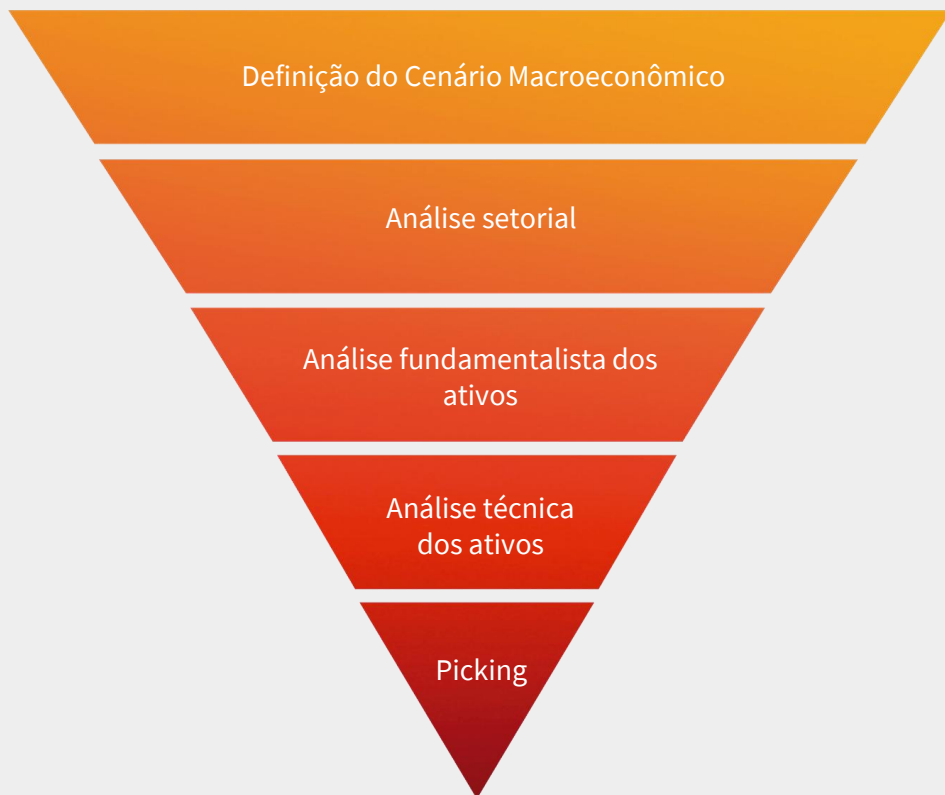 Definição do Cenário Macroeconômico
Análise setorial
Análise fundamentalista dos
ativos
Análise técnica
dos ativos
Picking